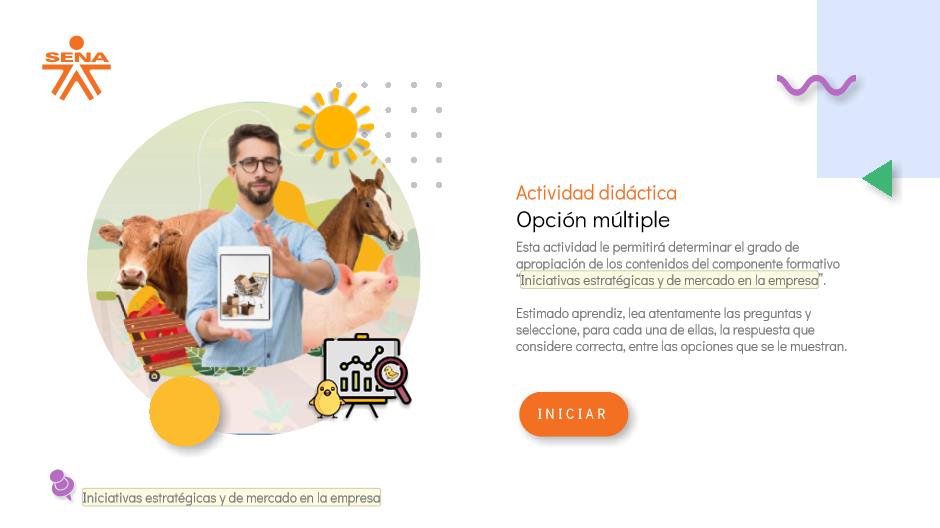 SENA
Actividad didáctica
Opción múltiple
Esta actividad le permitirá determinar el grado de
apropiación de los contenidos del componente formativo
“Iniciativas estratégicas y de mercado en la empresa”.
Estimado aprendiz, lea atentamente las preguntas y
seleccione, para cada una de ellas, la respuesta que
considere correcta, entre las opciones que se le muestran.
INICIAR
Iniciativas estratégicas y de mercado en la empresa